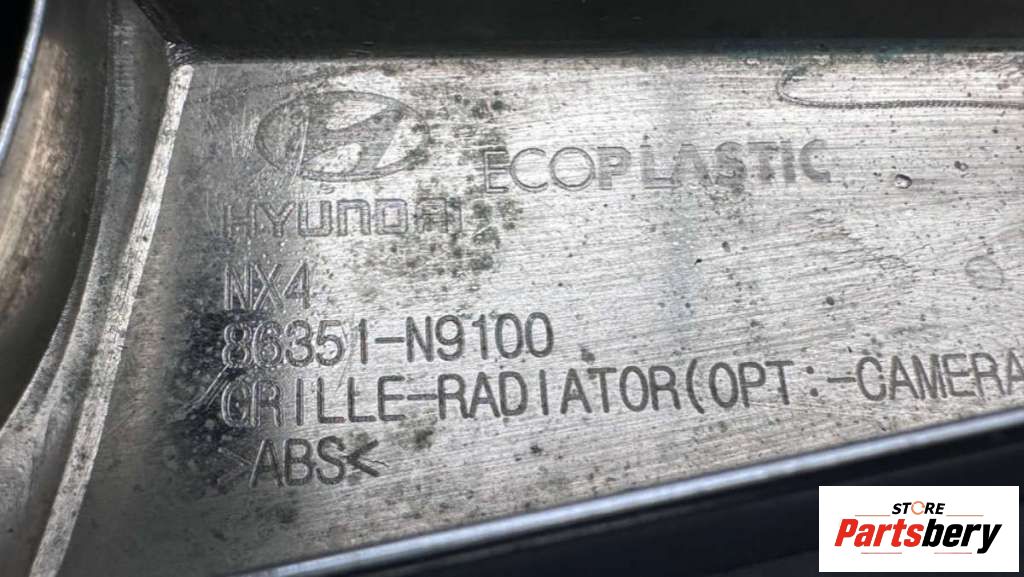 ECOPLASTIC
HYUNDAI
NX4
86351-N9100
GRILLE-RADIATOR(OPT:-CAMERA
>ABS<
STORE
Partsbery